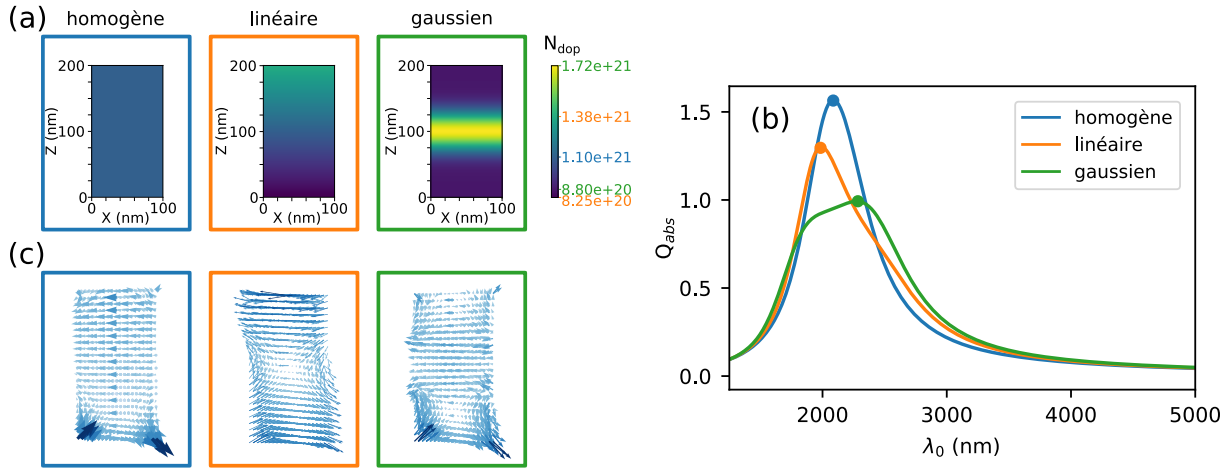 (a)
homogène
linéaire
gaussien
N_dop
200
100
0
Z (nm)
0
100
X (nm)
200
100
0
Z (nm)
0
100
X (nm)
200
100
0
Z (nm)
0
100
X (nm)
1.72e+21
1.38e+21
1.10e+21
8.80e+20
8.25e+20
(b)
homogène
linéaire
gaussien
1.5
1.0
0.5
0.0
Q_abs
2000
3000
4000
5000
λ_0 (nm)
(c)